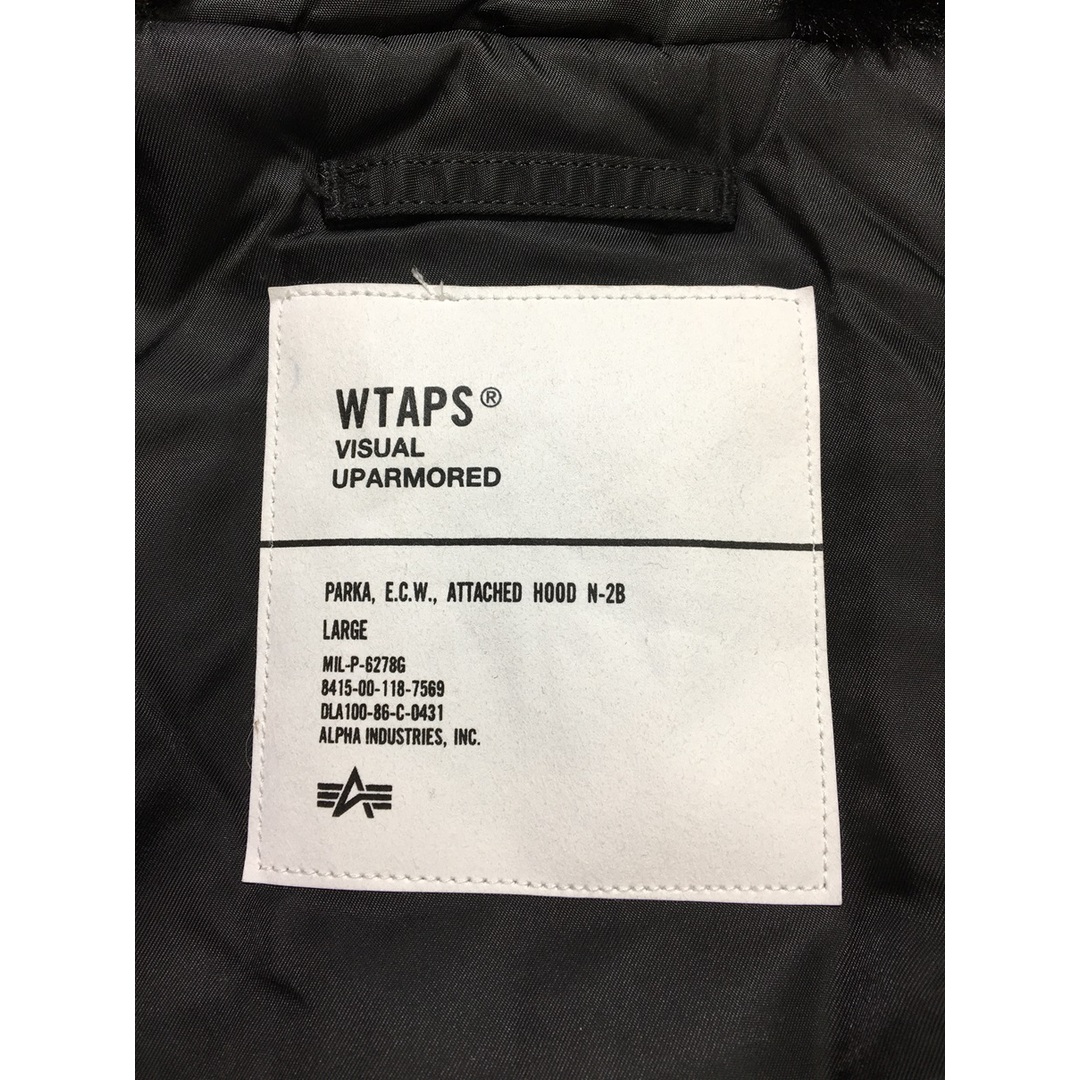 WTAPS®
VISUAL
UPARMORED
PARKA, E.C.W., ATTACHED HOOD N-2B
LARGE
MIL-P-6278G
8415-00-118-7569
DLA100-86-C-0431
ALPHA INDUSTRIES, INC.